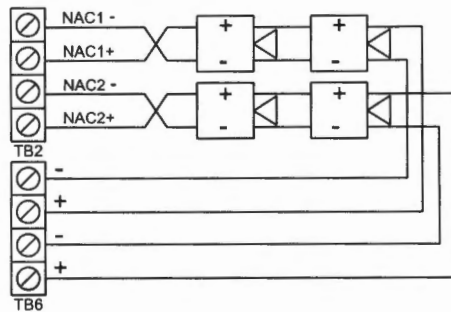 NAC1 -
+ +
NAC1+
- -
NAC2 -
+ +
NAC2+
- -
TB2
-
+
-
+
TB6